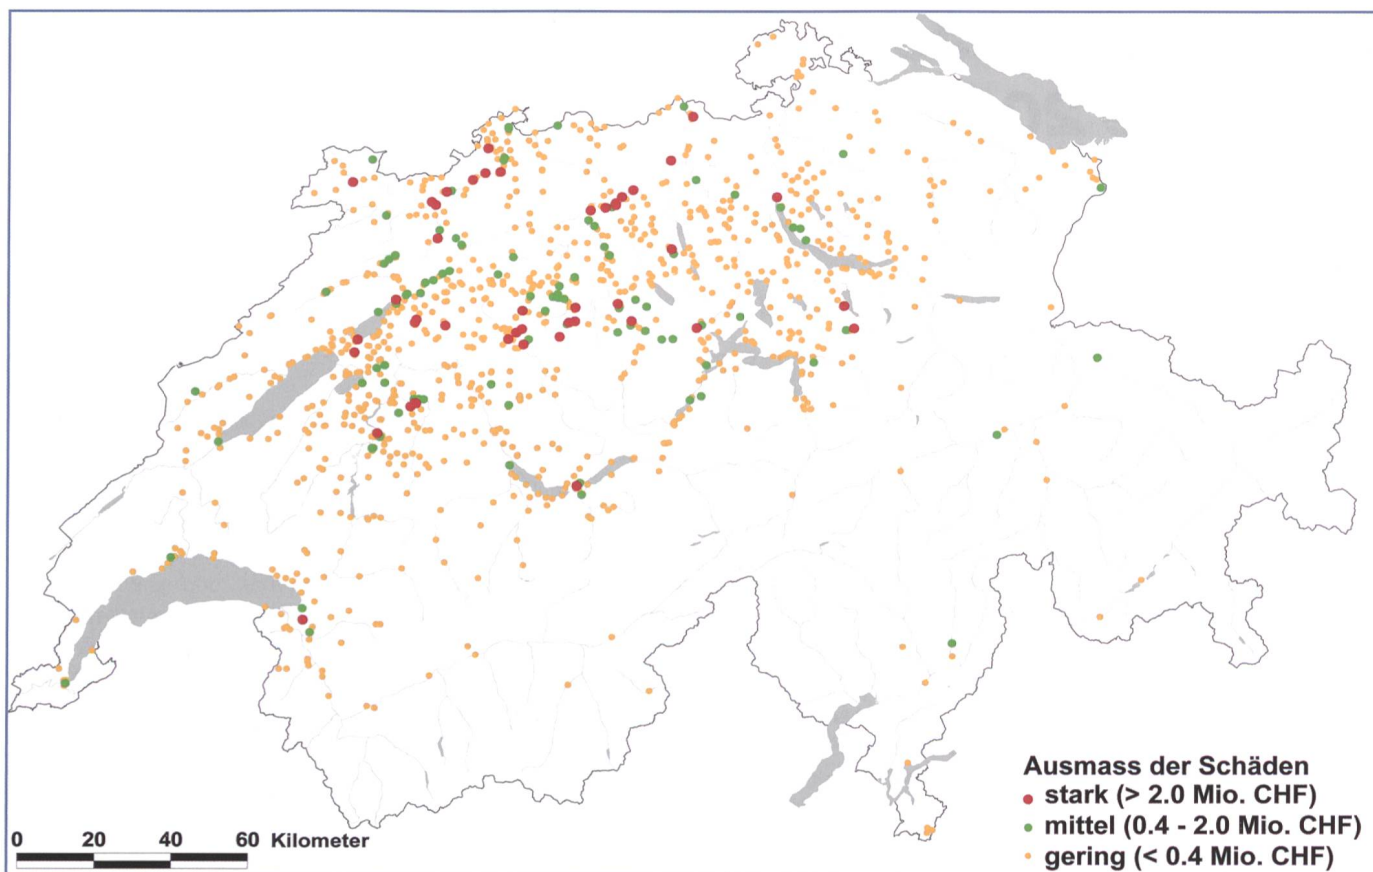 Ausmass der Schäden
stark (> 2.0 Mio. CHF)
mittel (0.4 - 2.0 Mio. CHF)
gering (< 0.4 Mio. CHF)
0 20 40 60 Kilometer